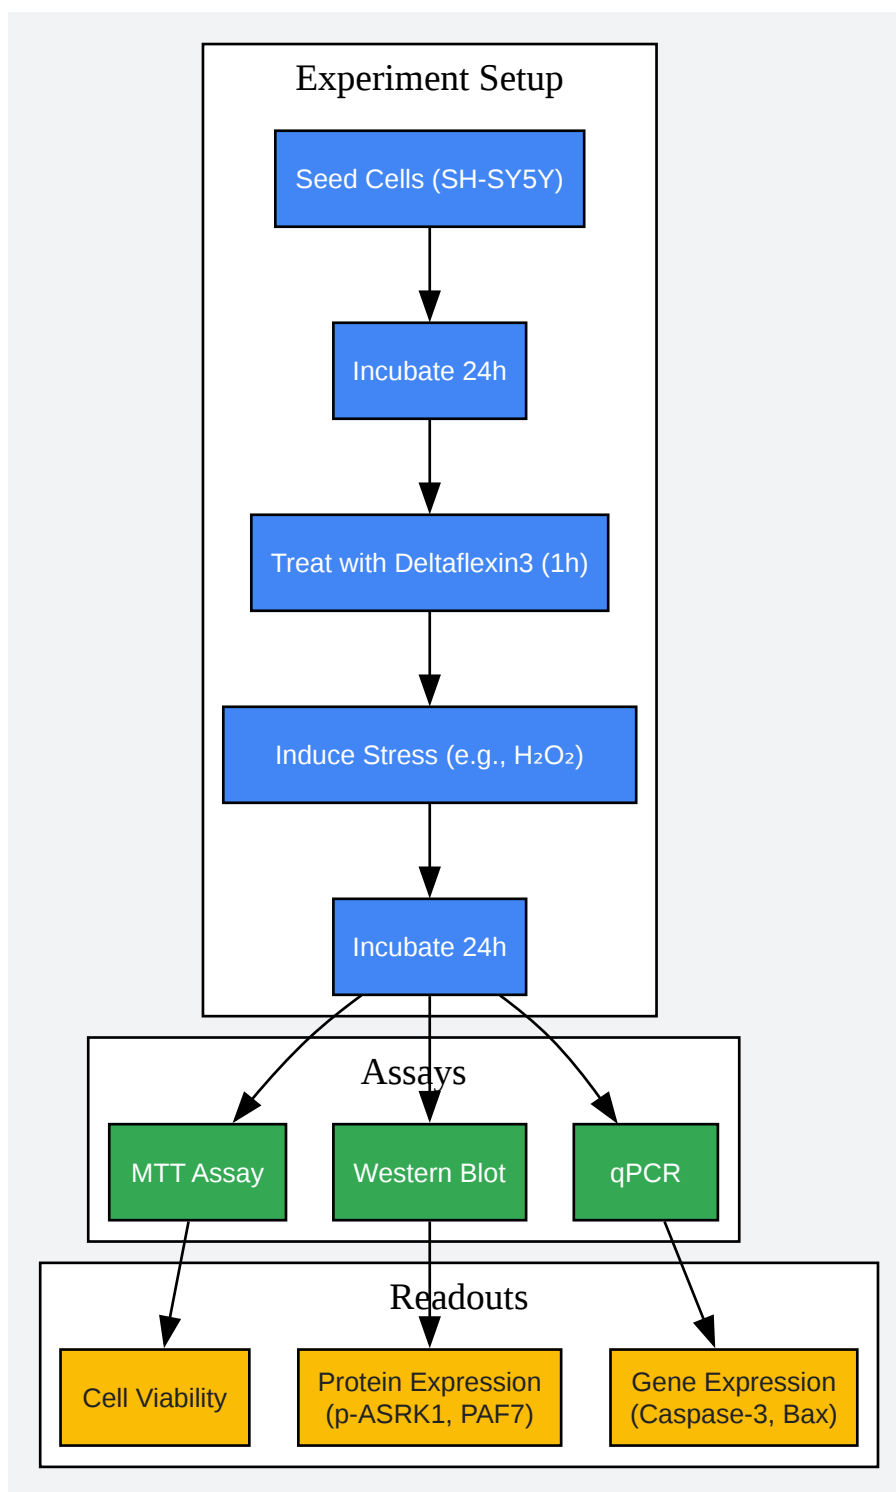 Experiment Setup
Seed Cells (SH-SY5Y)
Incubate 24h
Treat with Deltaflexin3 (1h)
Induce Stress (e.g., H₂O₂)
Incubate 24h
Assays
MTT Assay
Western Blot
qPCR
Readouts
Cell Viability
Protein Expression
(p-ASRK1, PAF7)
Gene Expression
(Caspase-3, Bax)